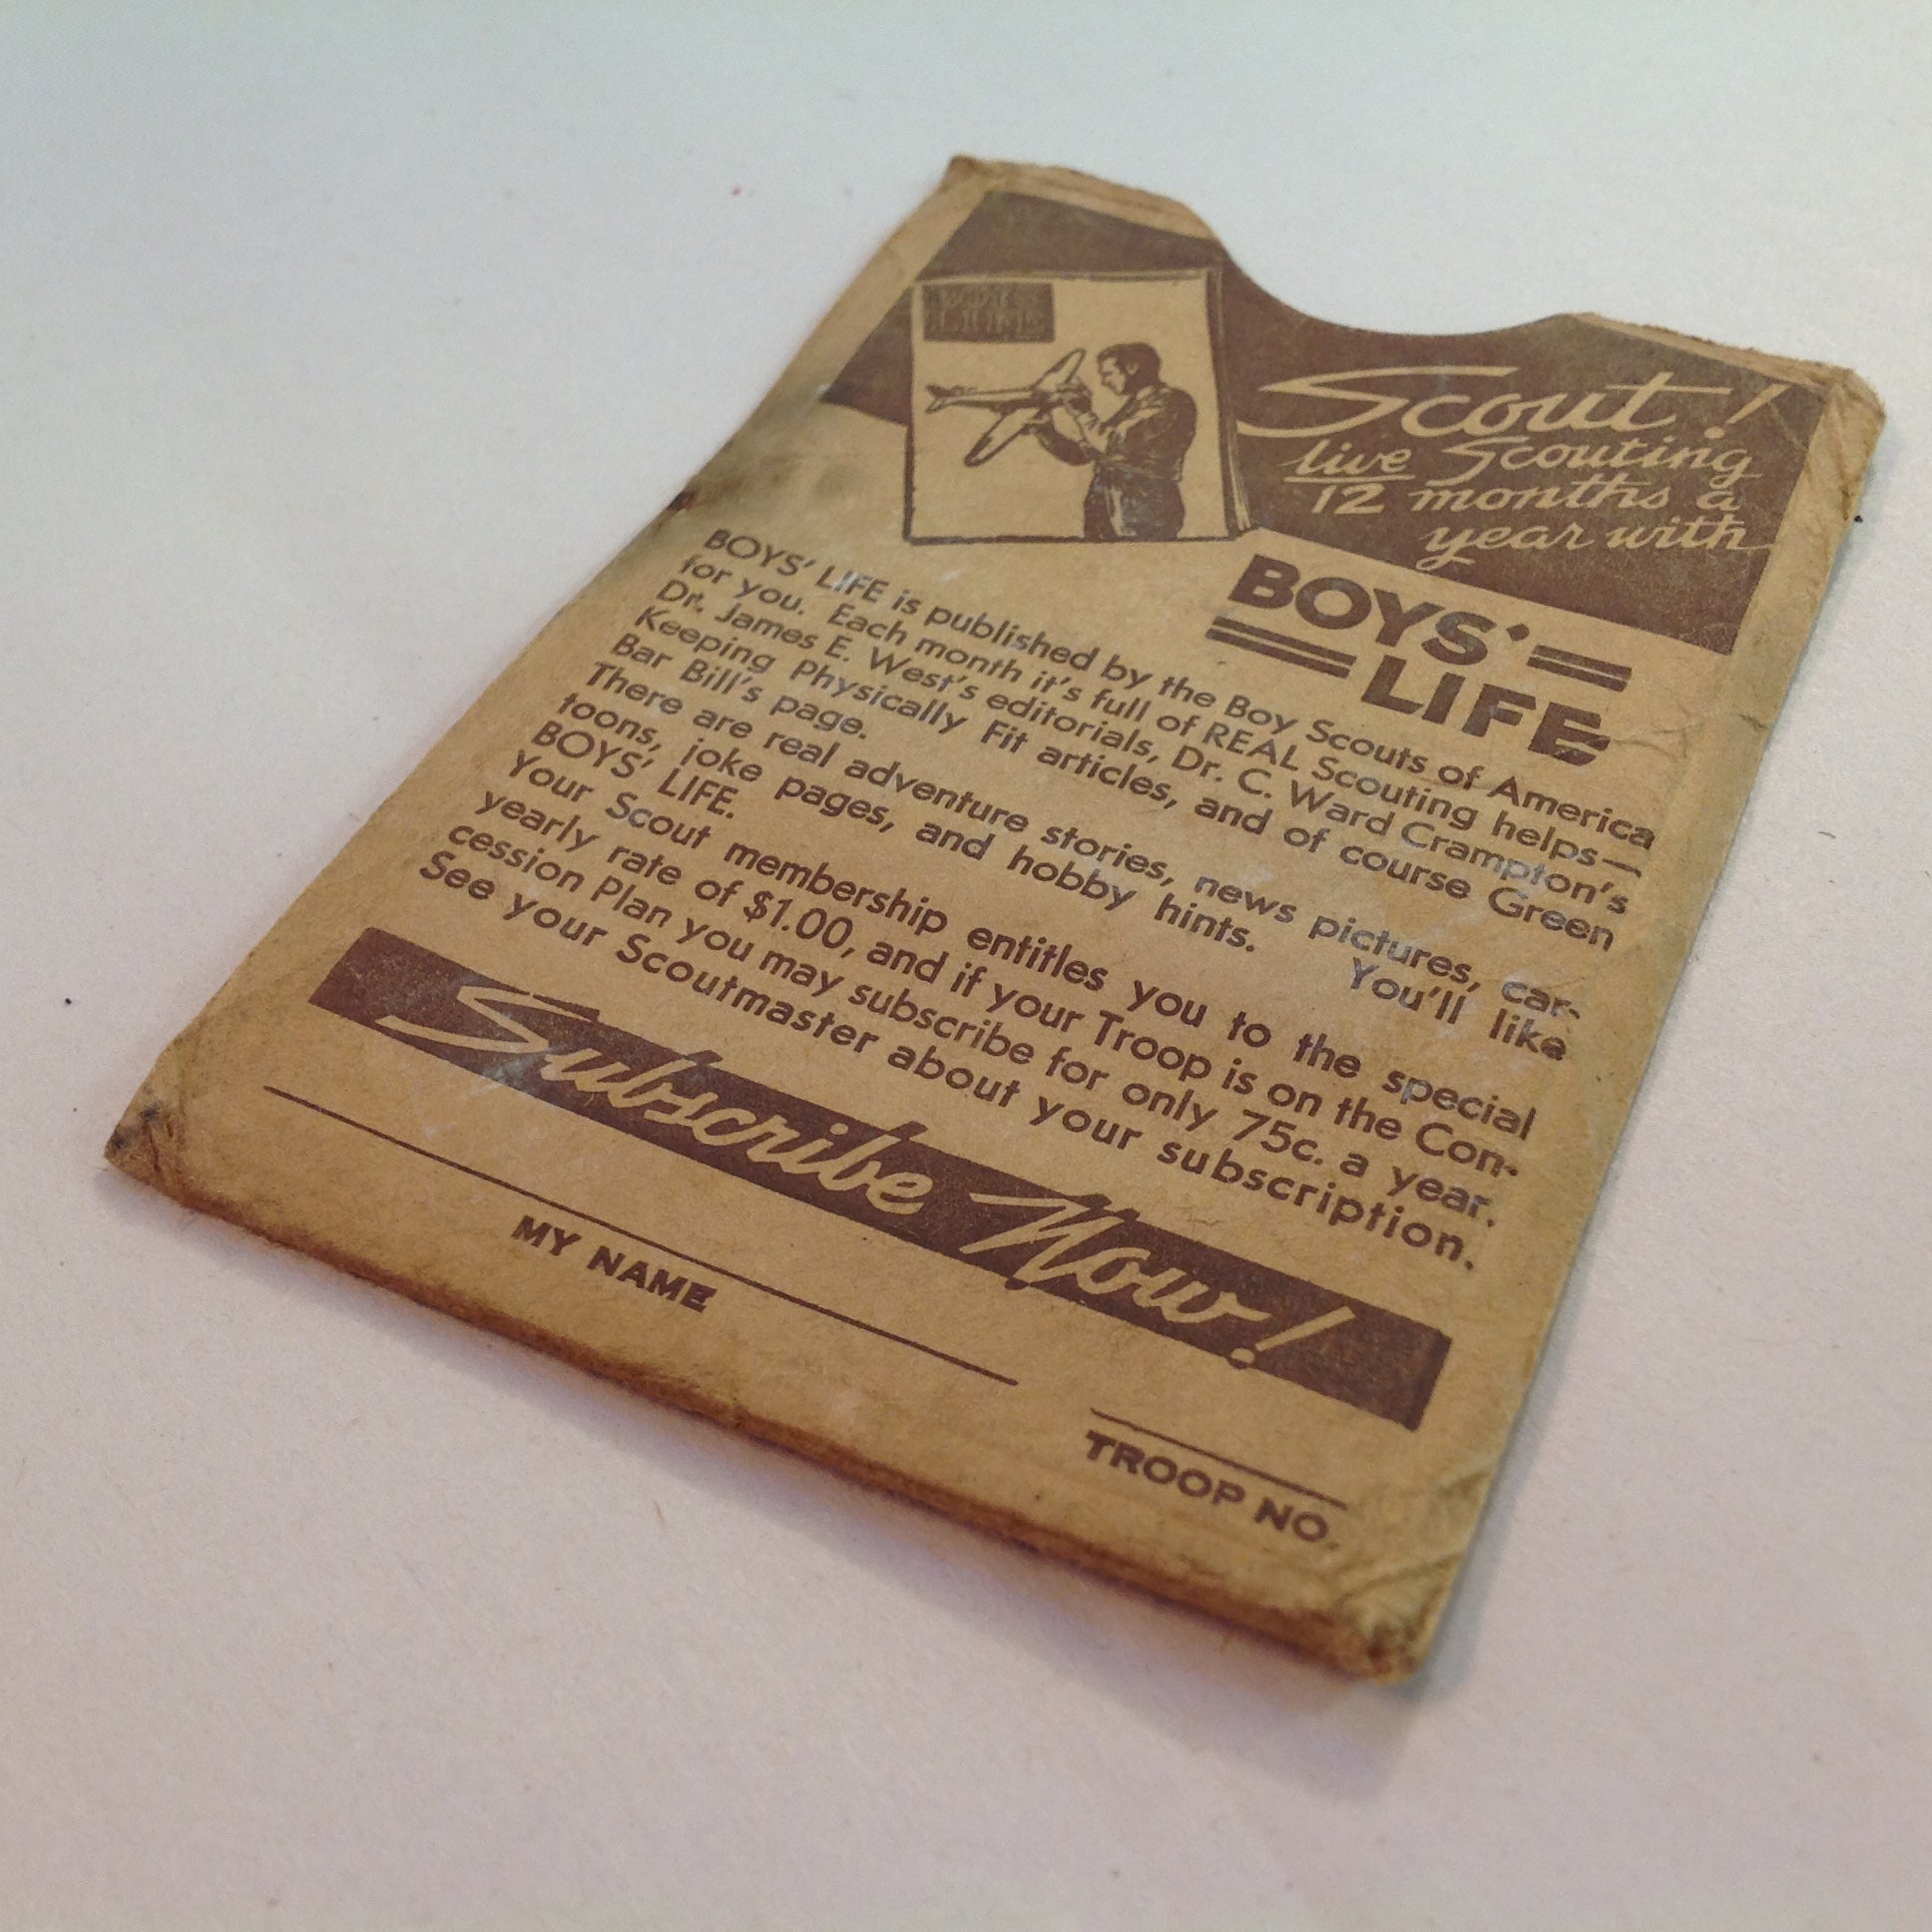 Scout!
live Scouting
12 months a
year with
BOYS'
LIFE
BOYS' LIFE is published by the Boy Scouts of America
for you. Each month it's full of REAL Scouting helps—
Dr. James E. West's editorials, Dr. C. Ward Crampton's
Keeping Physically Fit articles, and of course Green
Bar Bill's page.
There are real adventure stories, news pictures, car-
toons, joke pages, and hobby hints. You'll like
BOYS' LIFE.
Your Scout membership entitles you to the special
yearly rate of $1.00, and if your Troop is on the Con-
cession Plan you may subscribe for only 75c. a year.
See your Scoutmaster about your subscription.
Subscribe Now!
MY NAME
TROOP NO.